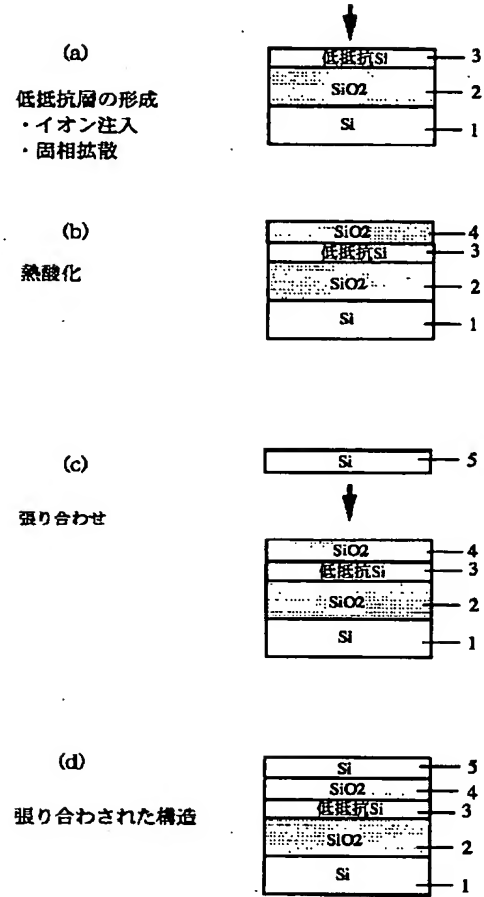 (a)
低抵抗層の形成
・イオン注入
・固相拡散
低抵抗Si
3
SiO2
2
Si
1
(b)
熱酸化
SiO2
4
低抵抗Si
3
SiO2
2
Si
1
(c)
張り合わせ
Si
5
SiO2
4
低抵抗Si
3
SiO2
2
Si
1
(d)
張り合わされた構造
Si
5
SiO2
4
低抵抗Si
3
SiO2
2
Si
1